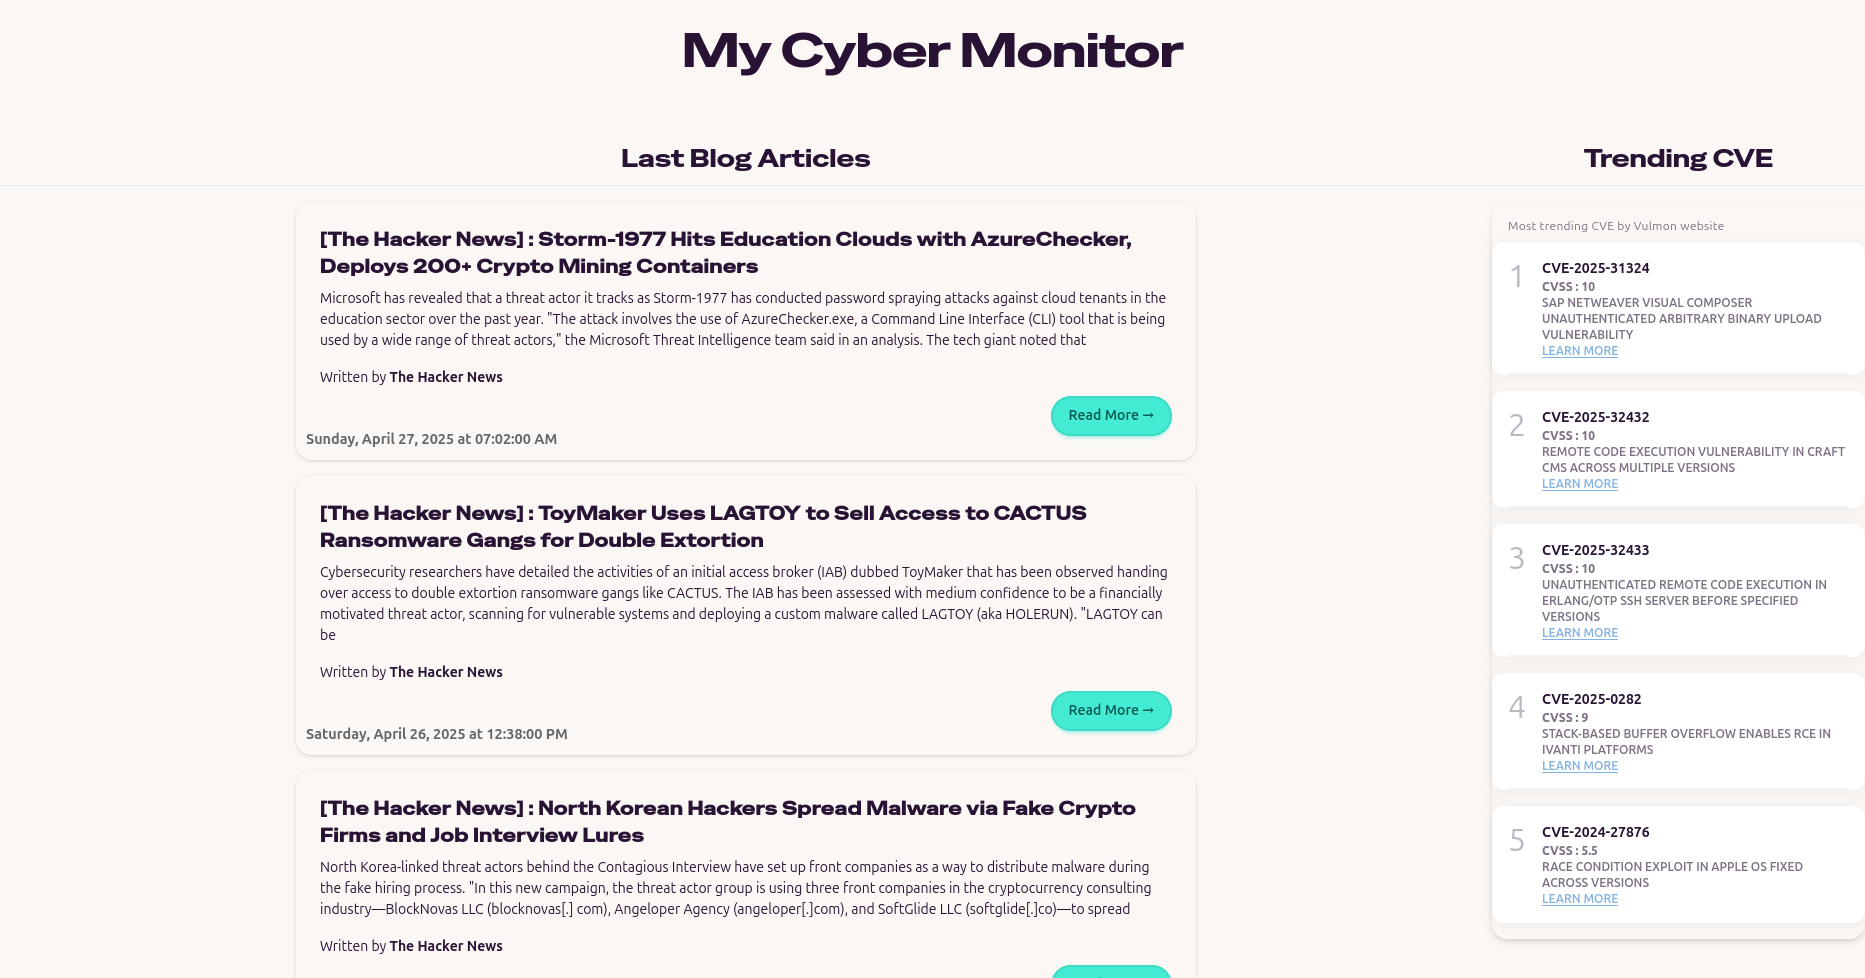 My Cyber Monitor
Last Blog Articles
[The Hacker News] : Storm-1977 Hits Education Clouds with AzureChecker,
Deploys 200+ Crypto Mining Containers
Microsoft has revealed that a threat actor it tracks as Storm-1977 has conducted password spraying attacks against cloud tenants in the
education sector over the past year. "The attack involves the use of AzureChecker.exe, a Command Line Interface (CLI) tool that is being
used by a wide range of threat actors," the Microsoft Threat Intelligence team said in an analysis. The tech giant noted that
Written by The Hacker News
Read More →
Sunday, April 27, 2025 at 07:02:00 AM
[The Hacker News] : ToyMaker Uses LAGTOY to Sell Access to CACTUS
Ransomware Gangs for Double Extortion
Cybersecurity researchers have detailed the activities of an initial access broker (IAB) dubbed ToyMaker that has been observed handing
over access to double extortion ransomware gangs like CACTUS. The IAB has been assessed with medium confidence to be a financially
motivated threat actor, scanning for vulnerable systems and deploying a custom malware called LAGTOY (aka HOLERUN). "LAGTOY can
be
Written by The Hacker News
Read More →
Saturday, April 26, 2025 at 12:38:00 PM
[The Hacker News] : North Korean Hackers Spread Malware via Fake Crypto
Firms and Job Interview Lures
North Korea-linked threat actors behind the Contagious Interview have set up front companies as a way to distribute malware during
the fake hiring process. "In this new campaign, the threat actor group is using three front companies in the cryptocurrency consulting
industry—BlockNovas LLC (blocknovas[.] com), Angeloper Agency (angeloper[.]com), and SoftGlide LLC (softglide[.]co)—to spread
Written by The Hacker News
Trending CVE
Most trending CVE by Vulmon website
1
CVE-2025-31324
CVSS : 10
SAP NETWEAVER VISUAL COMPOSER
UNAUTHENTICATED ARBITRARY BINARY UPLOAD
VULNERABILITY
LEARN MORE
2
CVE-2025-32432
CVSS : 10
REMOTE CODE EXECUTION VULNERABILITY IN CRAFT
CMS ACROSS MULTIPLE VERSIONS
LEARN MORE
3
CVE-2025-32433
CVSS : 10
UNAUTHENTICATED REMOTE CODE EXECUTION IN
ERLANG/OTP SSH SERVER BEFORE SPECIFIED
VERSIONS
LEARN MORE
4
CVE-2025-0282
CVSS : 9
STACK-BASED BUFFER OVERFLOW ENABLES RCE IN
IVANTI PLATFORMS
LEARN MORE
5
CVE-2024-27876
CVSS : 5.5
RACE CONDITION EXPLOIT IN APPLE OS FIXED
ACROSS VERSIONS
LEARN MORE